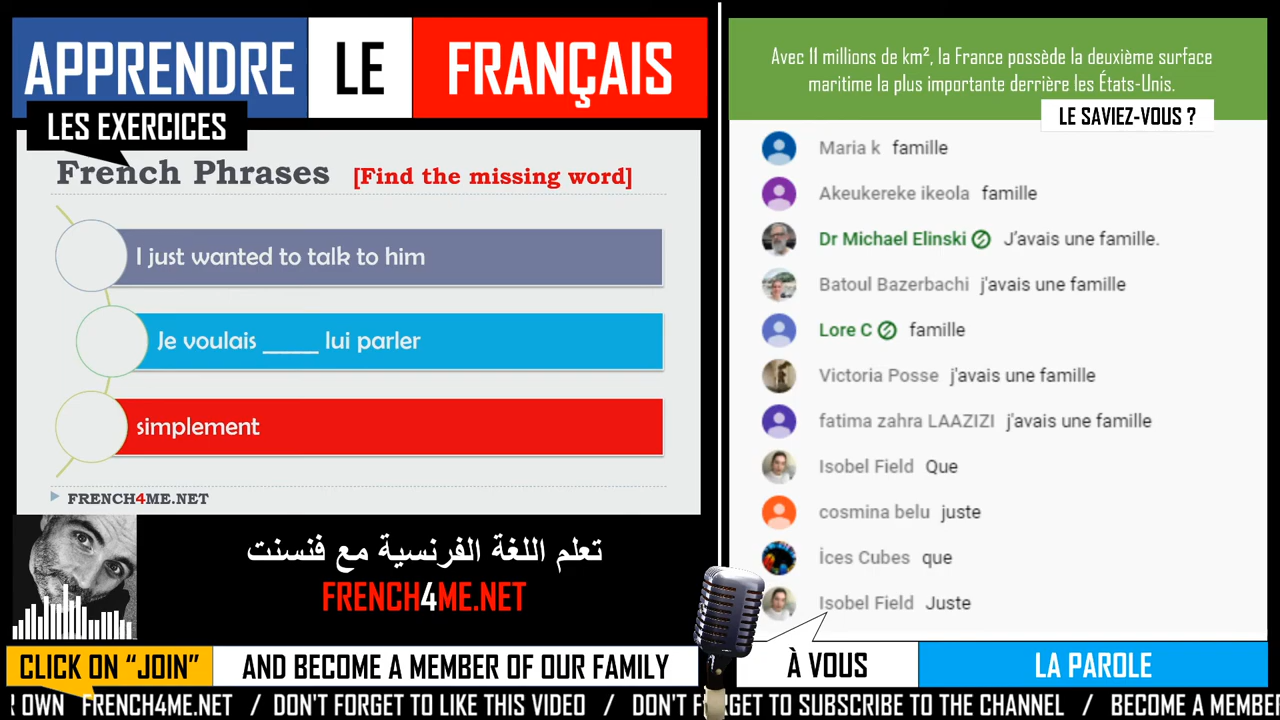 APPRENDRE LE FRANÇAIS
LES EXERCICES
French Phrases [Find the missing word]
I just wanted to talk to him
Je voulais _____ lui parler
simplement
FRENCH4ME.NET
تعلم اللغة الفرنسية مع فنسنت
FRENCH4ME.NET
CLICK ON “JOIN” AND BECOME A MEMBER OF OUR FAMILY
Avec 11 millions de km², la France possède la deuxième surface
maritime la plus importante derrière les États-Unis.
LE SAVIEZ-VOUS ?
Maria k famille
Akeukereke ikeola famille
Dr Michael Elinski J’avais une famille.
Batoul Bazerbachi j'avais une famille
Lore C famille
Victoria Posse j'avais une famille
fatima zahra LAAZIZI j'avais une famille
Isobel Field Que
cosmina belu juste
İces Cubes que
Isobel Field Juste
À VOUS LA PAROLE
R OWN FRENCH4ME.NET / DON'T FORGET TO LIKE THIS VIDEO / DON'T FORGET TO SUBSCRIBE TO THE CHANNEL / BECOME A MEMBE